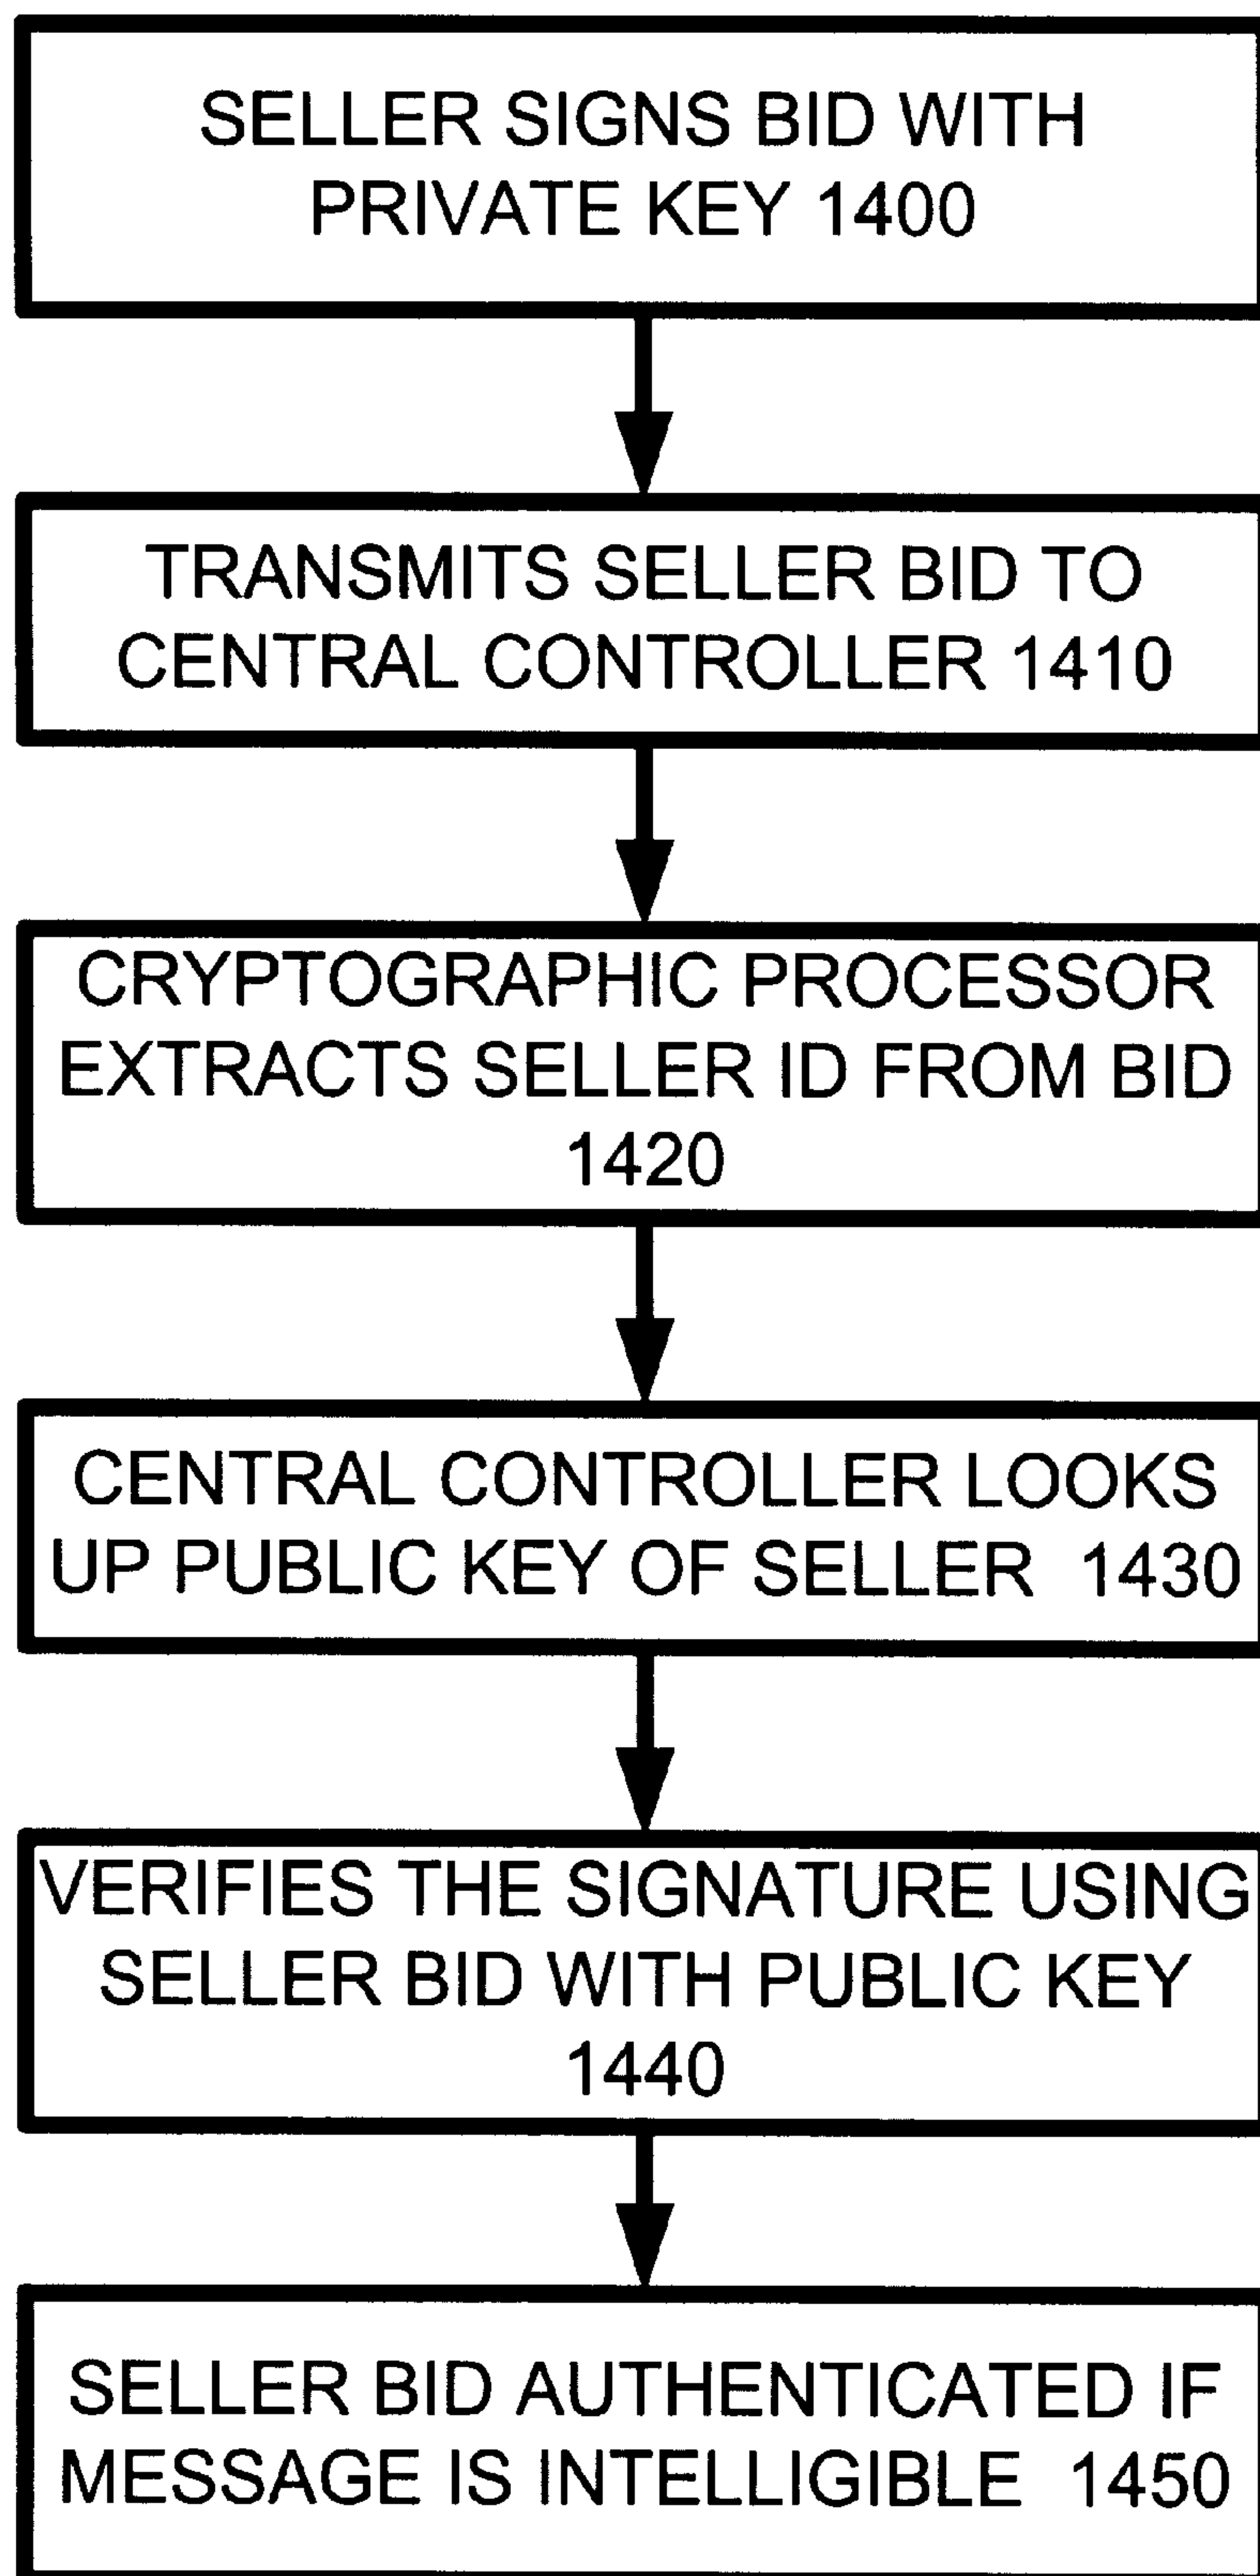 SELLER SIGNS BID WITH
PRIVATE KEY 1400
TRANSMITS SELLER BID TO
CENTRAL CONTROLLER 1410
CRYPTOGRAPHIC PROCESSOR
EXTRACTS SELLER ID FROM BID
1420
CENTRAL CONTROLLER LOOKS
UP PUBLIC KEY OF SELLER 1430
VERIFIES THE SIGNATURE USING
SELLER BID WITH PUBLIC KEY
1440
SELLER BID AUTHENTICATED IF
MESSAGE IS INTELLIGIBLE 1450